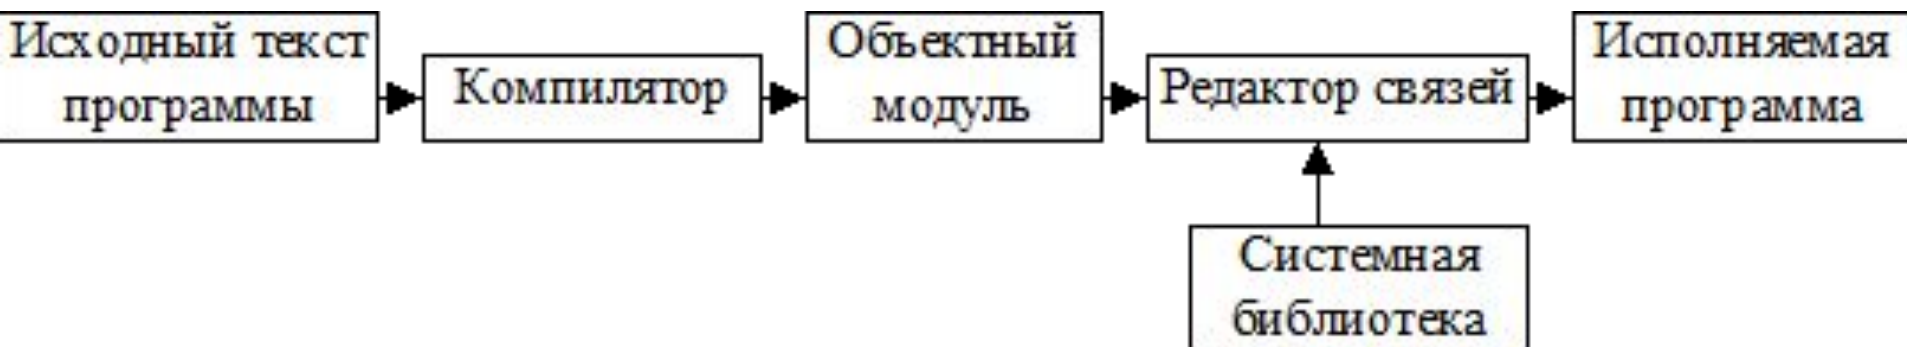 Исходный текст
программы
Компилятор
Объектный
модуль
Редактор связей
Исполняемая
программа
Системная
библиотека